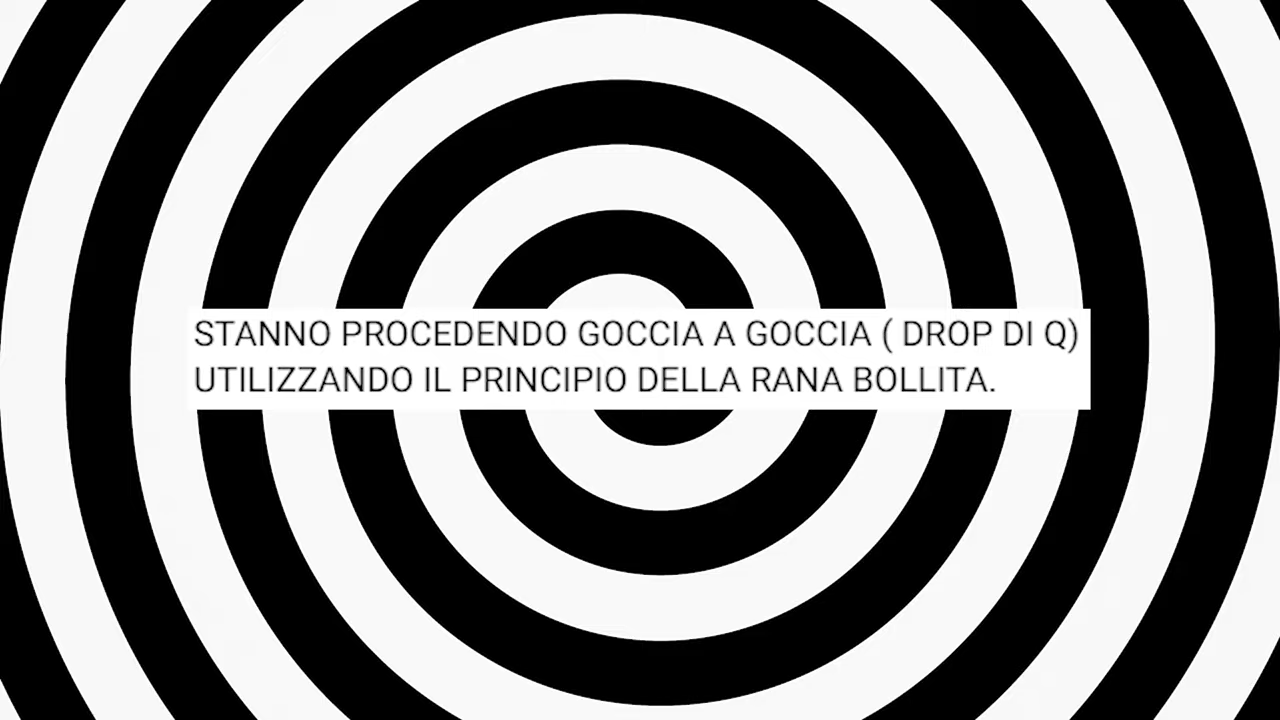 STANNO PROCEDENDO GOCCIA A GOCCIA ( DROP DI Q)
UTILIZZANDO IL PRINCIPIO DELLA RANA BOLLITA.